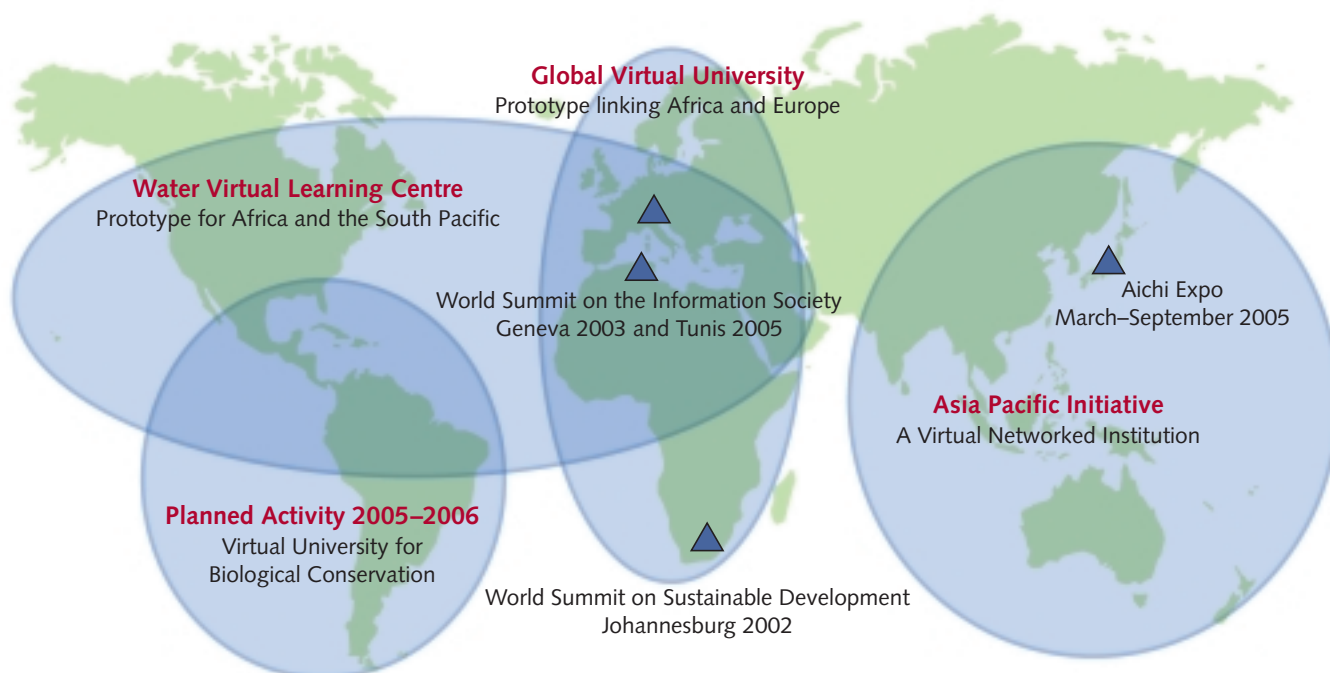 Global Virtual University
Prototype linking Africa and Europe
Water Virtual Learning Centre
Prototype for Africa and the South Pacific
World Summit on the Information Society
Geneva 2003 and Tunis 2005
Aichi Expo
March–September 2005
Asia Pacific Initiative
A Virtual Networked Institution
Planned Activity 2005–2006
Virtual University for
Biological Conservation
World Summit on Sustainable Development
Johannesburg 2002